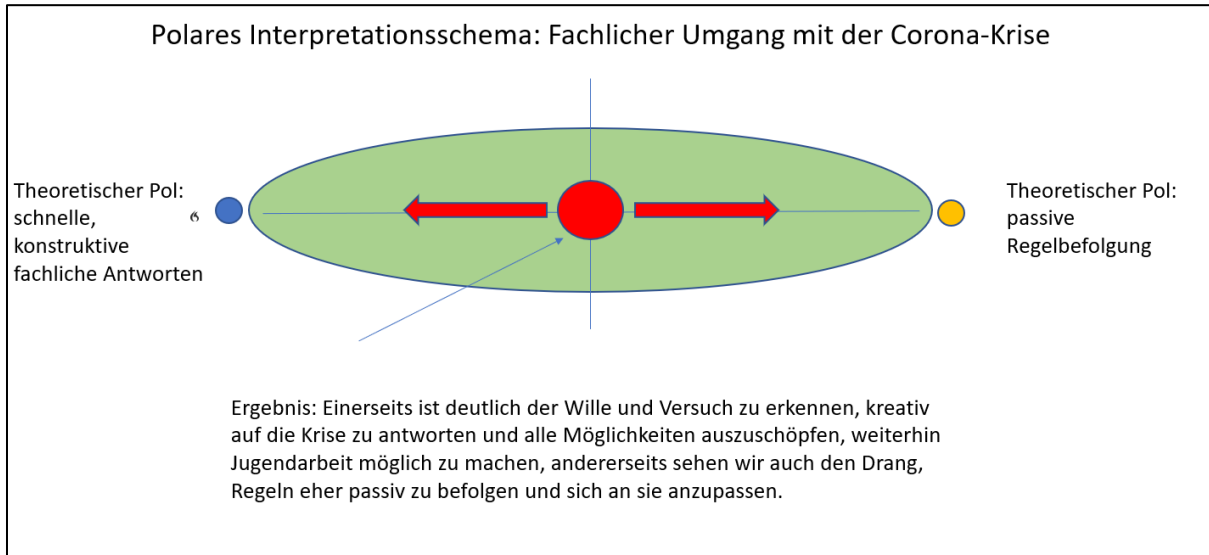 Polares Interpretationsschema: Fachlicher Umgang mit der Corona-Krise
Theoretischer Pol:
schnelle,
konstruktive
fachliche Antworten
Theoretischer Pol:
passive
Regelbefolgung
Ergebnis: Einerseits ist deutlich der Wille und Versuch zu erkennen, kreativ
auf die Krise zu antworten und alle Möglichkeiten auszuschöpfen, weiterhin
Jugendarbeit möglich zu machen, andererseits sehen wir auch den Drang,
Regeln eher passiv zu befolgen und sich an sie anzupassen.